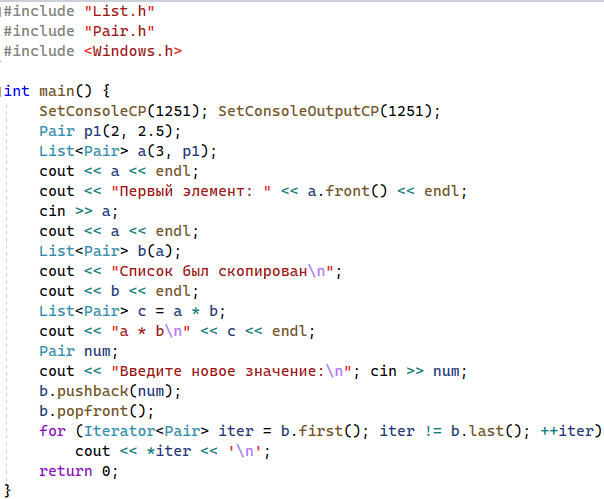 #include "List.h"
#include "Pair.h"
#include <Windows.h>
int main() {
    SetConsoleCP(1251); SetConsoleOutputCP(1251);
    Pair p1(2, 2.5);
    List<Pair> a(3, p1);
    cout << a << endl;
    cout << "Первый элемент: " << a.front() << endl;
    cin >> a;
    cout << a << endl;
    List<Pair> b(a);
    cout << "Список был скопирован\n";
    cout << b << endl;
    List<Pair> c = a * b;
    cout << "a * b\n" << c << endl;
    Pair num;
    cout << "Введите новое значение:\n"; cin >> num;
    b.pushback(num);
    b.popfront();
    for (Iterator<Pair> iter = b.first(); iter != b.last(); ++iter)
        cout << *iter << '\n';
    return 0;
}